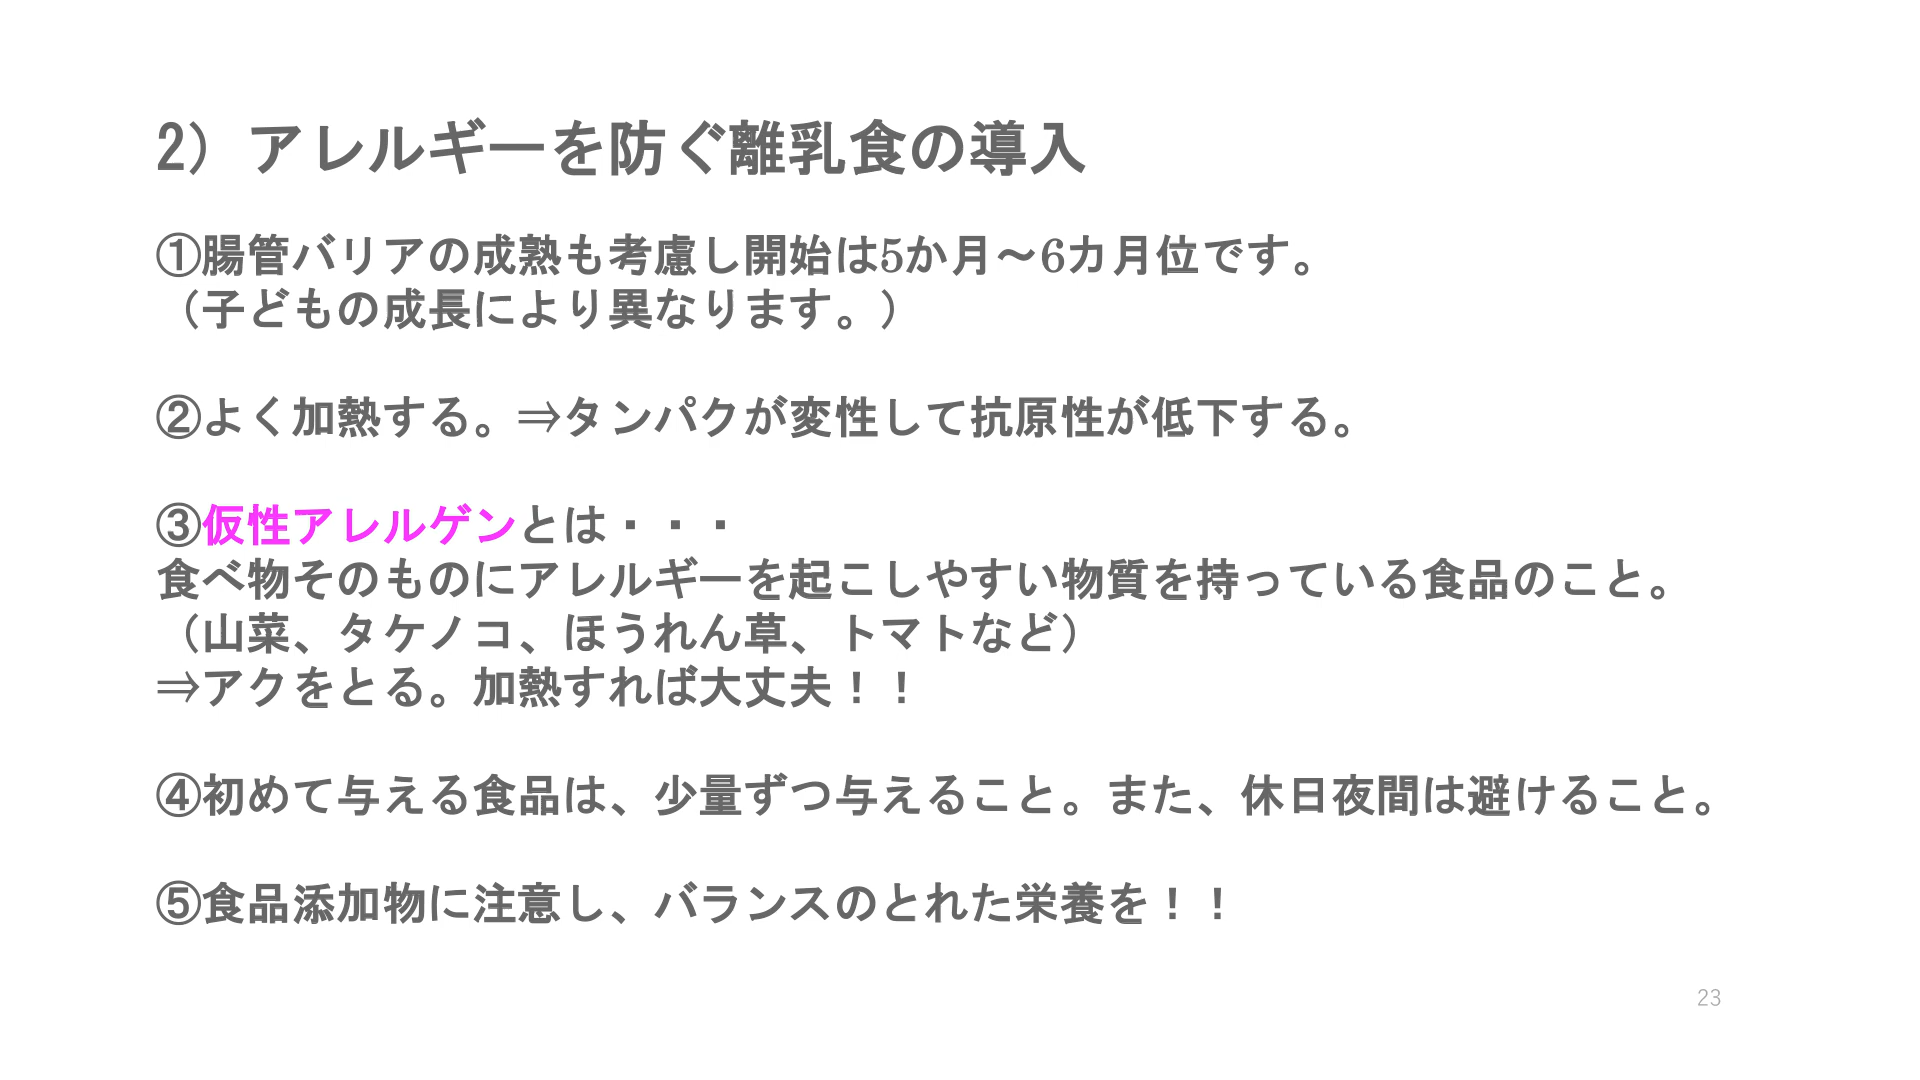 2）アレルギーを防ぐ離乳食の導入
①腸管バリアの成熟も考慮し開始は5か月～6カ月位です。
（子どもの成長により異なります。）
②よく加熱する。⇒タンパクが変性して抗原性が低下する。
③仮性アレルゲンとは・・・
食べ物そのものにアレルギーを起こしやすい物質を持っている食品のこと。
（山菜、タケノコ、ほうれん草、トマトなど）
⇒アクをとる。加熱すれば大丈夫！！
④初めて与える食品は、少量ずつ与えること。また、休日夜間は避けること。
⑤食品添加物に注意し、バランスのとれた栄養を！！
23